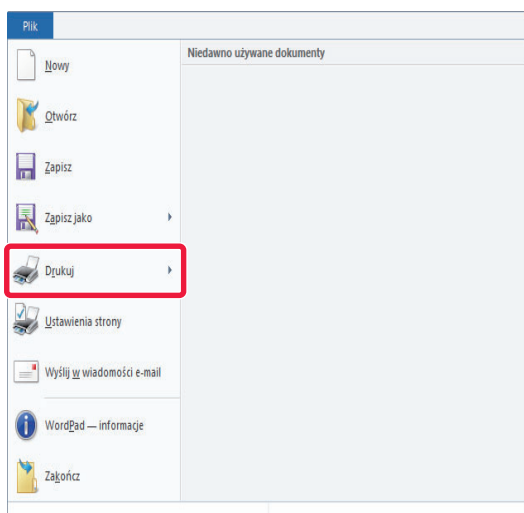 Plik
Niedawno używane dokumenty
Nowy
Otwórz
Zapisz
Zapisz jako
Drukuj
Ustawienia strony
Wyślij w wiadomości e-mail
WordPad — informacje
Zakończ